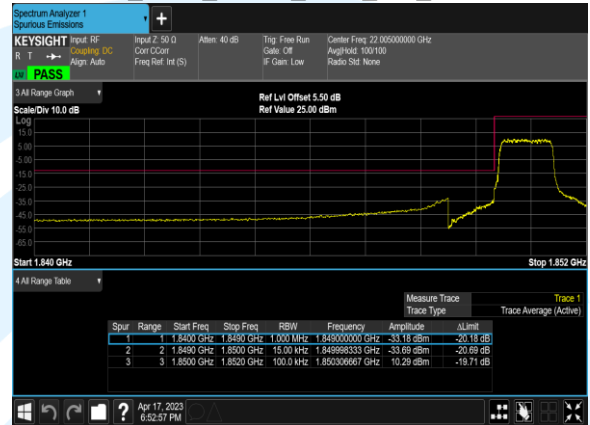 Spectrum Analyzer 1
Spurious Emissions
KEYSIGHT Input: RF Input Z: 50 Ω Atten: 40 dB Trig: Free Run Center Freq: 22.005000000 GHz
R T Coupling: DC Corr CCorr Gate: Off Avg|Hold: 100/100
Align: Auto Freq Ref: Int (S) IF Gain: Low Radio Std: None
LW PASS
3 All Range Graph
Ref Lvl Offset 5.50 dB
Scale/Div 10.0 dB Ref Value 25.00 dBm
Log
15.0
5.00
-5.00
-15.0
-25.0
-35.0
-45.0
-55.0
-65.0
Start 1.840 GHz Stop 1.852 GHz
4 All Range Table
Measure Trace Trace 1
Trace Type Trace Average (Active)
Spur Range Start Freq Stop Freq RBW Frequency Amplitude ΔLimit
1 1 1.8400 GHz 1.8490 GHz 1.000 MHz 1.849000000 GHz -33.18 dBm -20.18 dB
2 2 1.8490 GHz 1.8500 GHz 15.00 kHz 1.849998333 GHz -33.69 dBm -20.69 dB
3 3 1.8500 GHz 1.8520 GHz 100.0 kHz 1.850306667 GHz 10.29 dBm -19.71 dB
? Apr 17, 2023
6:52:57 PM